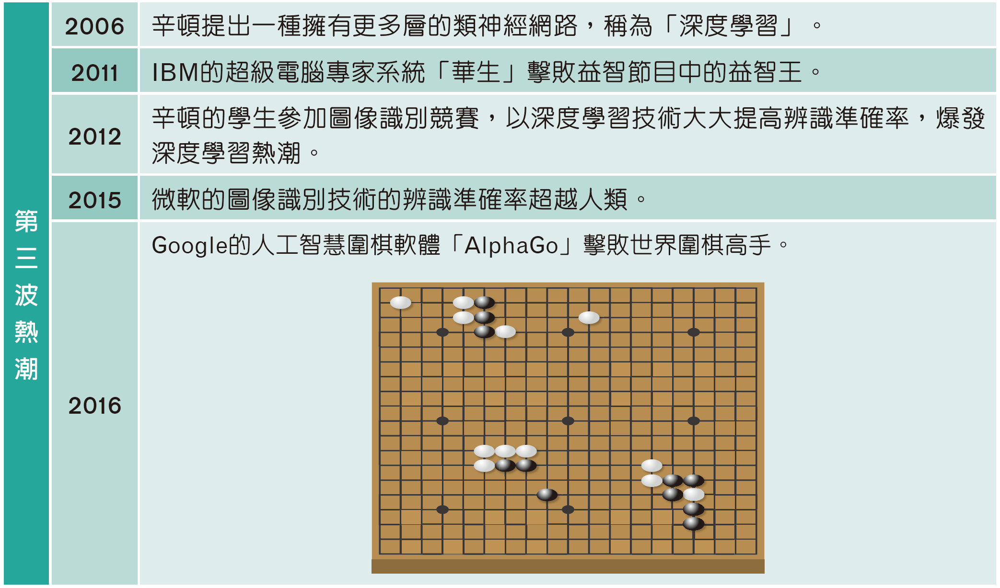 第三波熱潮
2006
辛頓提出一種擁有更多層的類神經網路，稱為「深度學習」。
2011
IBM的超級電腦專家系統「華生」擊敗益智節目中的益智王。
2012
辛頓的學生參加圖像識別競賽，以深度學習技術大大提高辨識準確率，爆發
深度學習熱潮。
2015
微軟的圖像識別技術的辨識準確率超越人類。
2016
Google的人工智慧圍棋軟體「AlphaGo」擊敗世界圍棋高手。